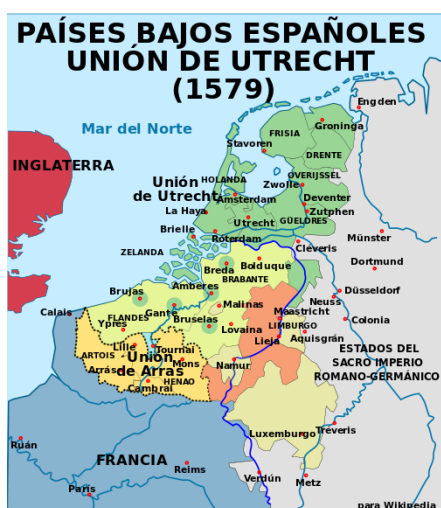 PAÍSES BAJOS ESPAÑOLES
UNIÓN DE UTRECHT
(1579)
Engden
Mar del Norte
FRISIA
Groninga
Stavoren
DRENTE
INGLATERRA
OVERIJSSEL
Unión
de Utrecht
HOLANDA
Zwolle
Amsterdam
Deventer
La Haya
Zutphen
Utrecht
GÜELDRES
Brielle
Róterdam
Münster
Cléveris
ZELANDA
Bolduque
Breda
Dortmund
BRABANTE
Amberes
Brujas
Düsseldorf
Neuss
Malinas
Gante
Maastricht
Calais
FLANDES
Colonia
Ypres
Bruselas
Lovaina
LIMBURGO
Aquisgrán
Lieja
Lille
Tournai
ESTADOS DEL
SACRO IMPERIO
ROMANO-GERMÁNICO
ARTOIS
Unión
de Arras
Mons
Namur
Arrás
HENAO
Cambrai
Luxemburgo
Tréveris
Ruán
FRANCIA
Reims
Verdún
Metz
París
para Wikipedia